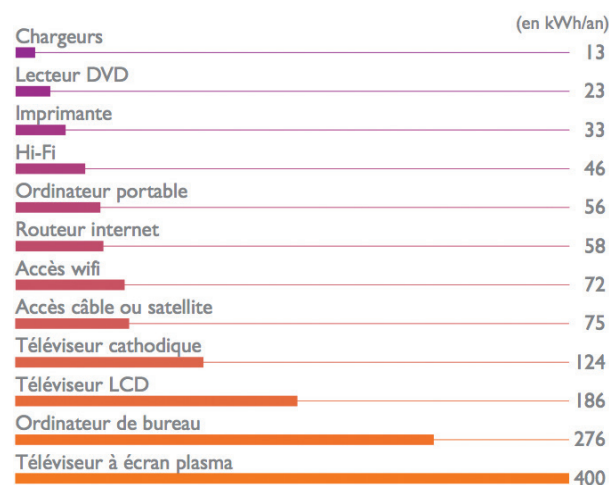 (en kWh/an)
Chargeurs
13
Lecteur DVD
23
Imprimante
33
Hi-Fi
46
Ordinateur portable
56
Routeur internet
58
Accès wifi
72
Accès câble ou satellite
75
Téléviseur cathodique
124
Téléviseur LCD
186
Ordinateur de bureau
276
Téléviseur à écran plasma
400